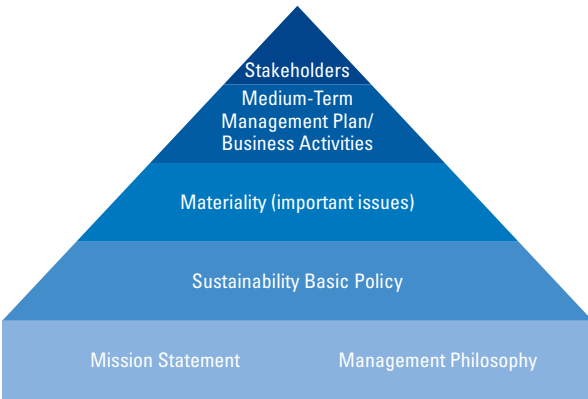 Stakeholders
Medium-Term
Management Plan/
Business Activities
Materiality (important issues)
Sustainability Basic Policy
Mission Statement
Management Philosophy